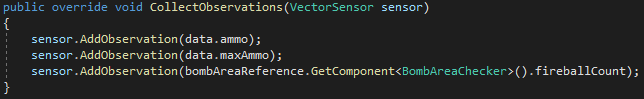 public override void CollectObservations(VectorSensor sensor)
{
    sensor.AddObservation(data.ammo);
    sensor.AddObservation(data.maxAmmo);
    sensor.AddObservation(bombAreaReference.GetComponent<BombAreaChecker>().fireballCount);
}